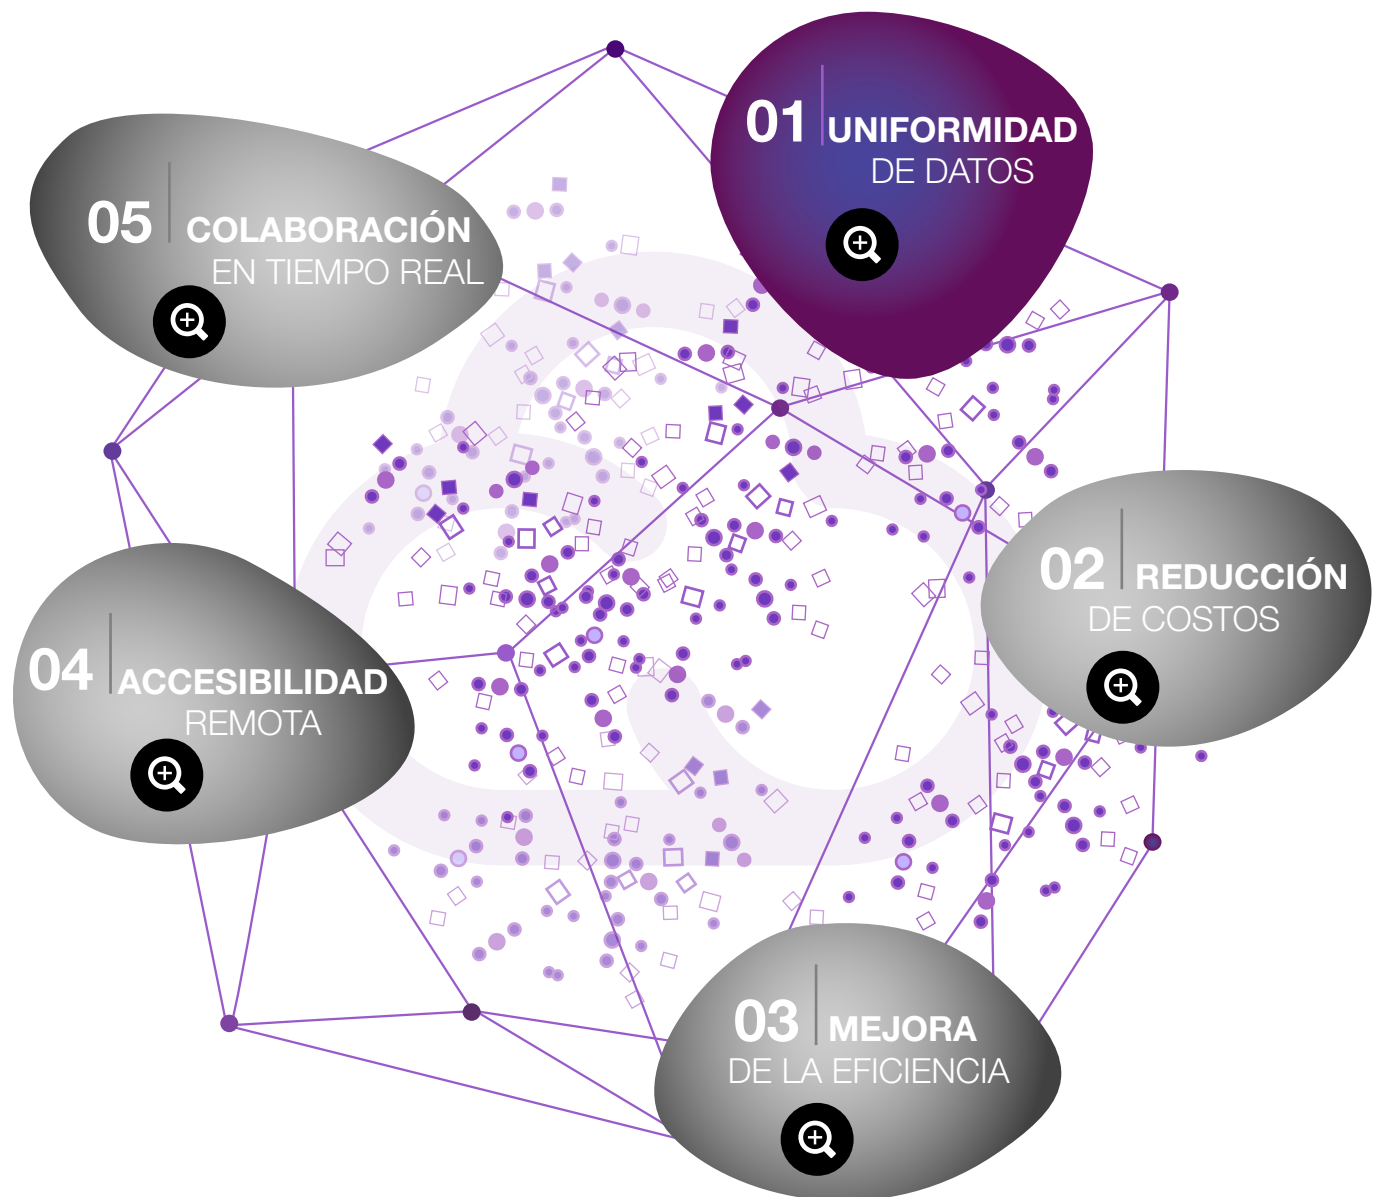 01 UNIFORMIDAD
DE DATOS
02 REDUCCIÓN
DE COSTOS
03 MEJORA
DE LA EFICIENCIA
04 ACCESIBILIDAD
REMOTA
05 COLABORACIÓN
EN TIEMPO REAL